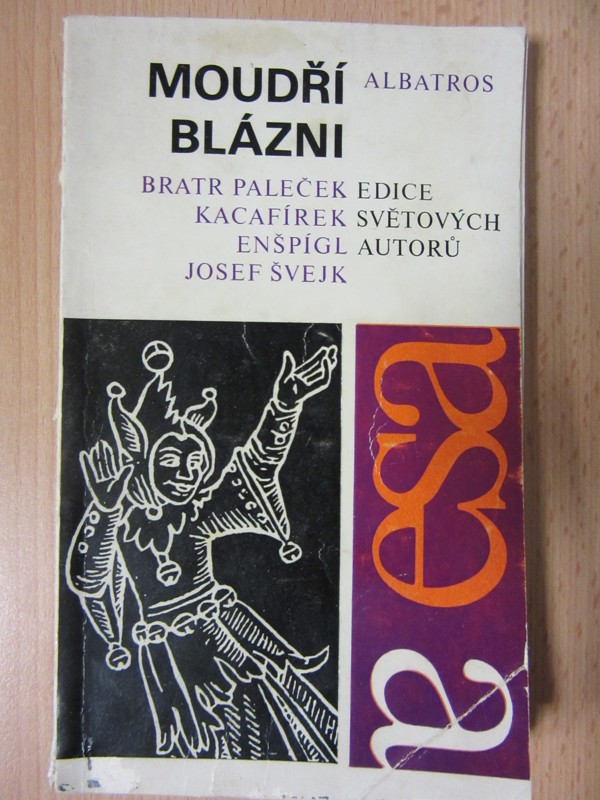 MOUDŘÍ
BLÁZNI
ALBATROS
BRATR PALEČEK
KACAFÍREK
ENŠPÍGL
JOSEF ŠVEJK
EDICE
SVĚTOVÝCH
AUTORŮ
esa
a